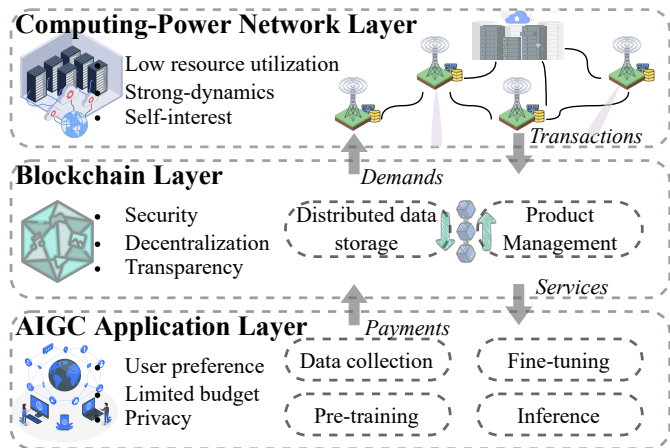 Computing-Power Network Layer
• Low resource utilization
• Strong-dynamics
• Self-interest
Transactions
Demands
Blockchain Layer
• Security
• Decentralization
• Transparency
Distributed data
storage
Product
Management
Services
Payments
AIGC Application Layer
• User preference
• Limited budget
• Privacy
Data collection
Fine-tuning
Pre-training
Inference